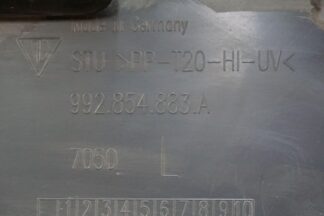 Made in Germany
STU >PP-T20-HI-UV<
992.854.883.A
7060 L
1 2 3 4 5 6 7 8 9 10